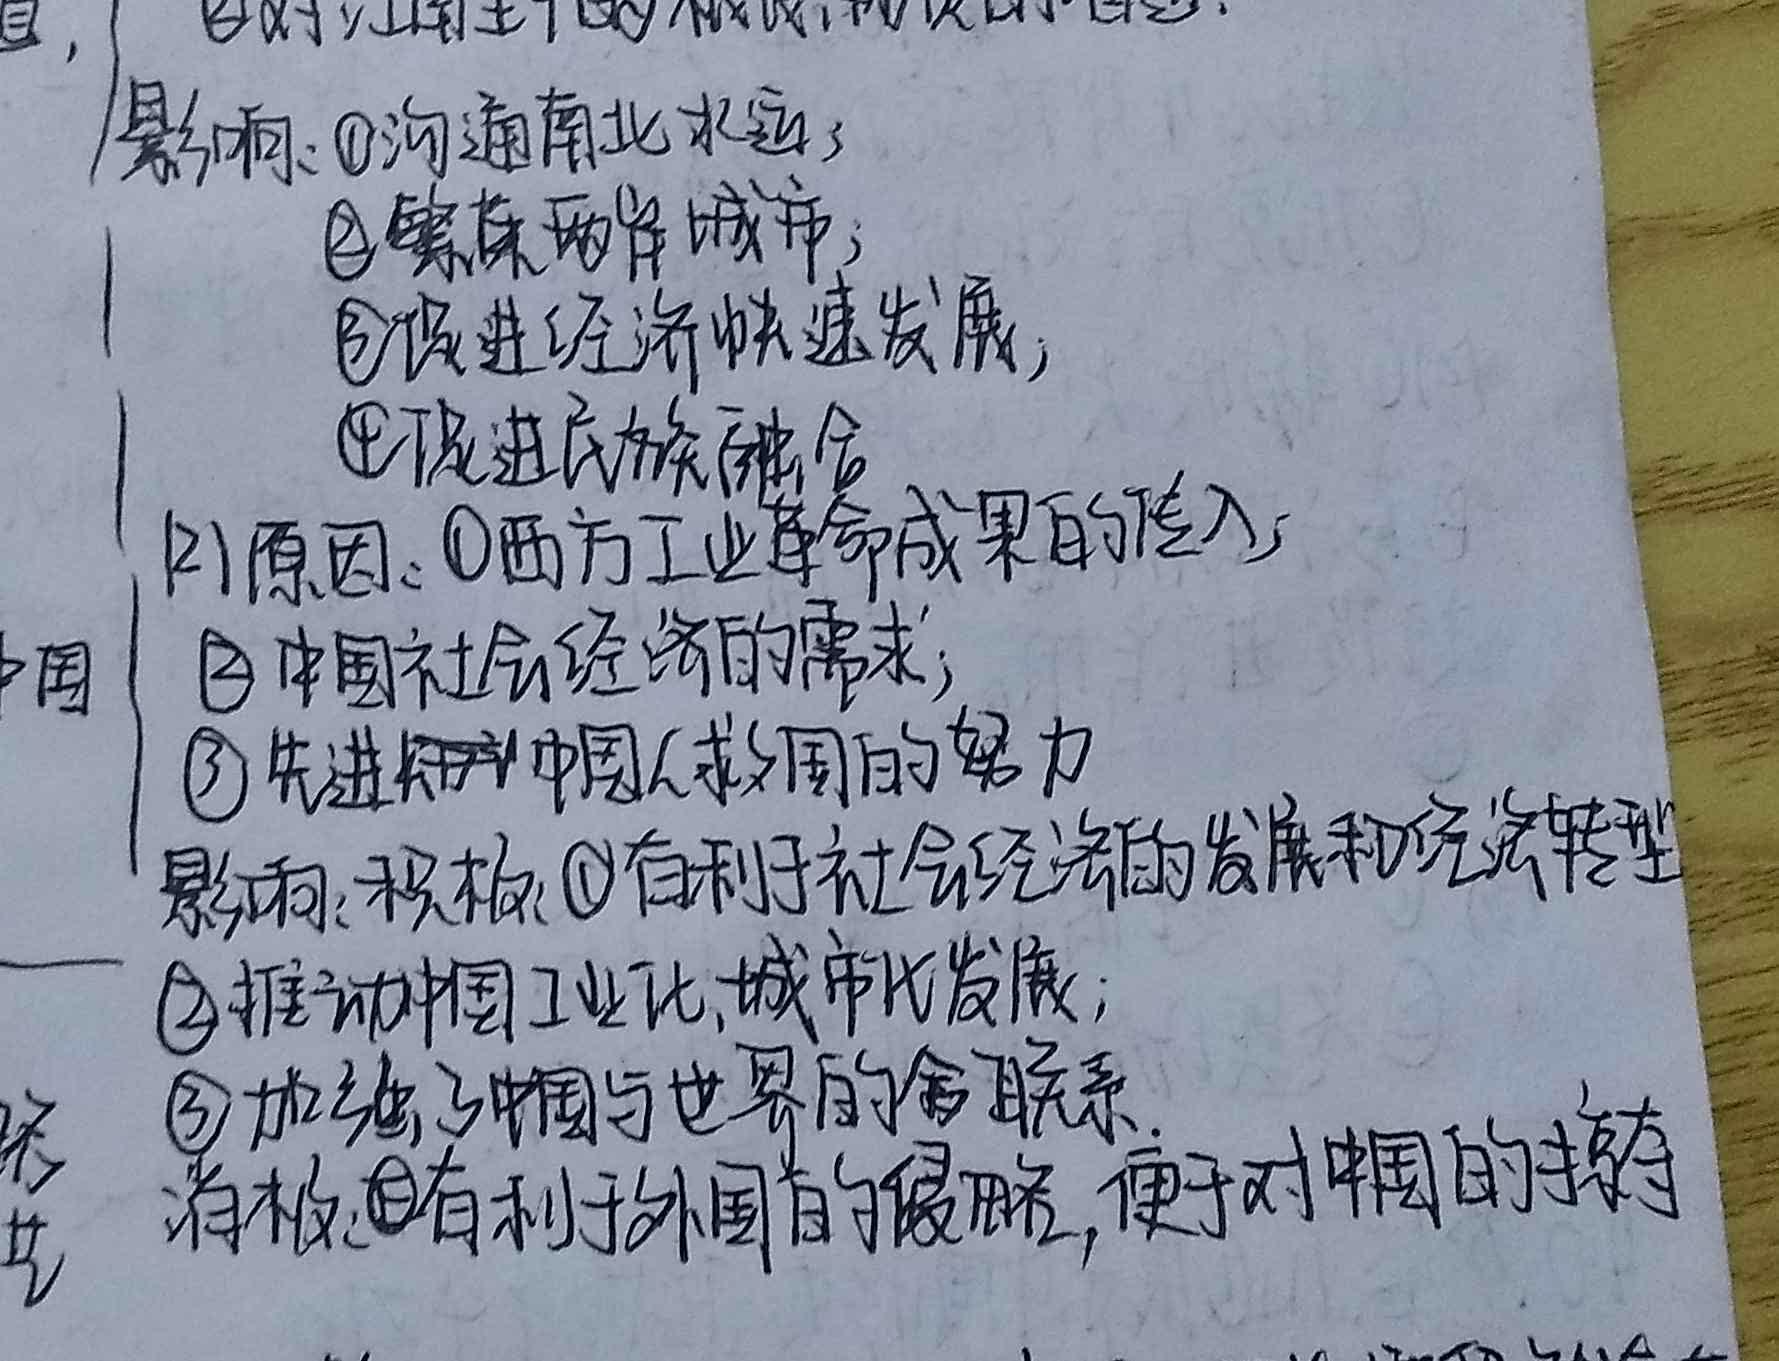 影响:①沟通南北水运;
②繁荣两岸城市;
③促进经济快速发展;
④促进民族融合
(2)原因:①西方工业革命成果的传入;
②中国社会经济的需求;
中国
③先进中国人救国的努力
影响:积极:①有利于社会经济的发展和经济转型
②推动中国工业化,城市化发展;
③加强了中国与世界的联系.
消极:①有利于外国的侵略,便于对中国的掠夺